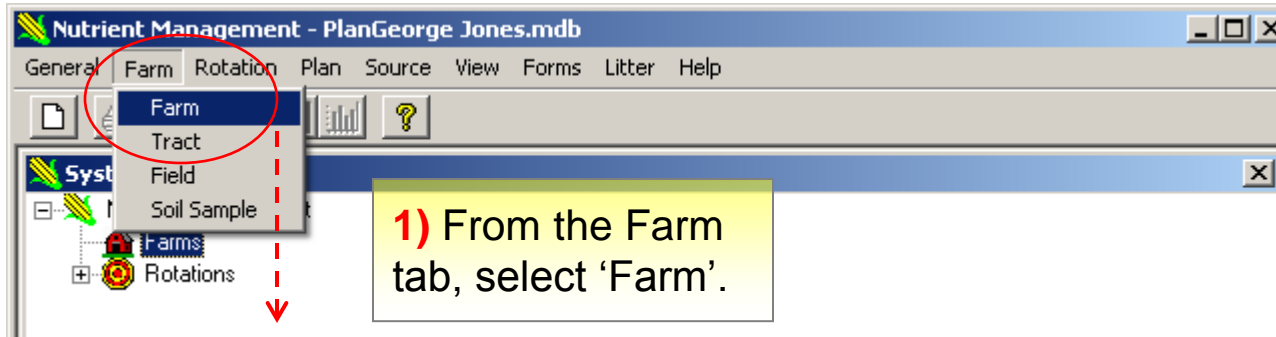 Nutrient Management - PlanGeorge Jones.mdb
General Farm Rotation Plan Source View Forms Litter Help
Farm
Tract
Syst
Field
Soil Sample
Farms
Rotations
1) From the Farm
tab, select ‘Farm’.